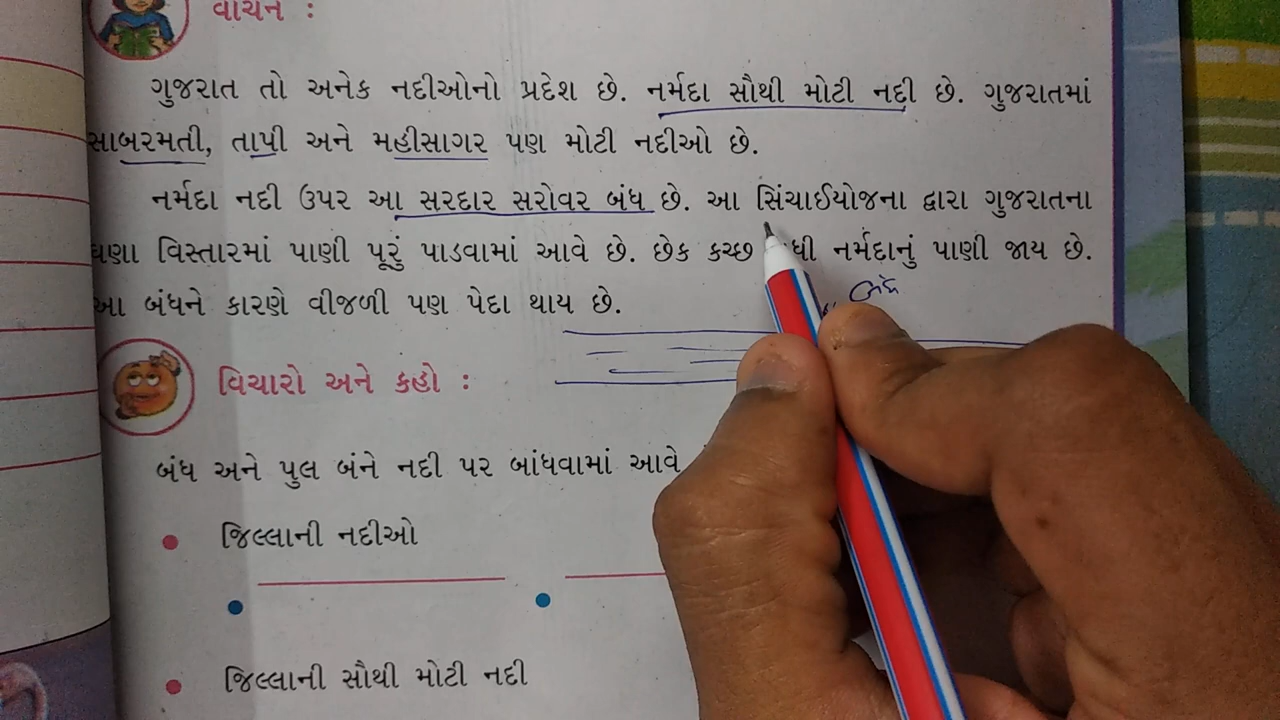 વાચન :
ગુજરાત તો અનેક નદીઓનો પ્રદેશ છે. નર્મદા સૌથી મોટી નદી છે. ગુજરાતમાં
સાબરમતી, તાપી અને મહીસાગર પણ મોટી નદીઓ છે.
નર્મદા નદી ઉપર આ સરદાર સરોવર બંધ છે. આ સિંચાઈયોજના દ્વારા ગુજરાતના
ઘણા વિસ્તારમાં પાણી પૂરું પાડવામાં આવે છે. છેક કચ્છ નર્મદાનું પાણી જાય છે.
આ બંધને કારણે વીજળી પણ પેદા થાય છે.
વિચારો અને કહો :
બંધ અને પુલ બંને નદી પર બાંધવામાં આવે
જિલ્લાની નદીઓ
જિલ્લાની સૌથી મોટી નદી